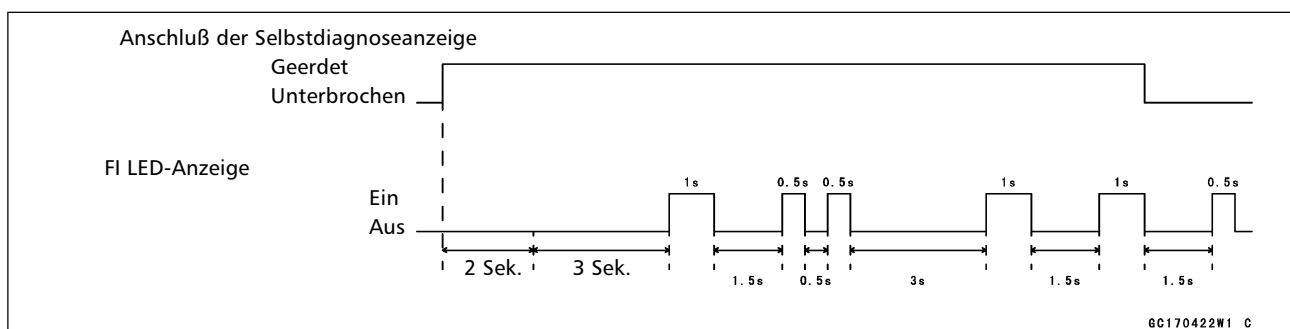 Anschluß der Selbstdiagnoseanzeige
Geerdet
Unterbrochen
FI LED-Anzeige
1s 0.5s 0.5s 1s 1s 0.5s
Ein
Aus
2 Sek. 3 Sek.
1.5s 0.5s 3s 1.5s 1.5s
GC170422W1 C